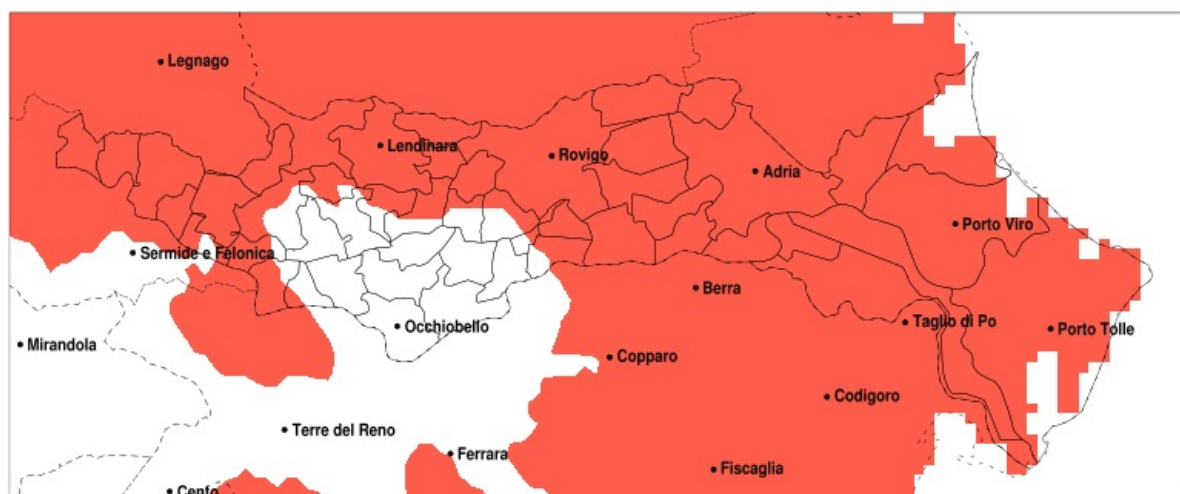 Legnago
Lendinara
Rovigo
Adria
Porto Viro
Sermide e Felonica
Berra
Taglio di Po
Occhiobello
Porto Tolle
Mirandola
Copparo
Codigoro
Terre del Reno
Ferrara
Fiscaglia
Cento